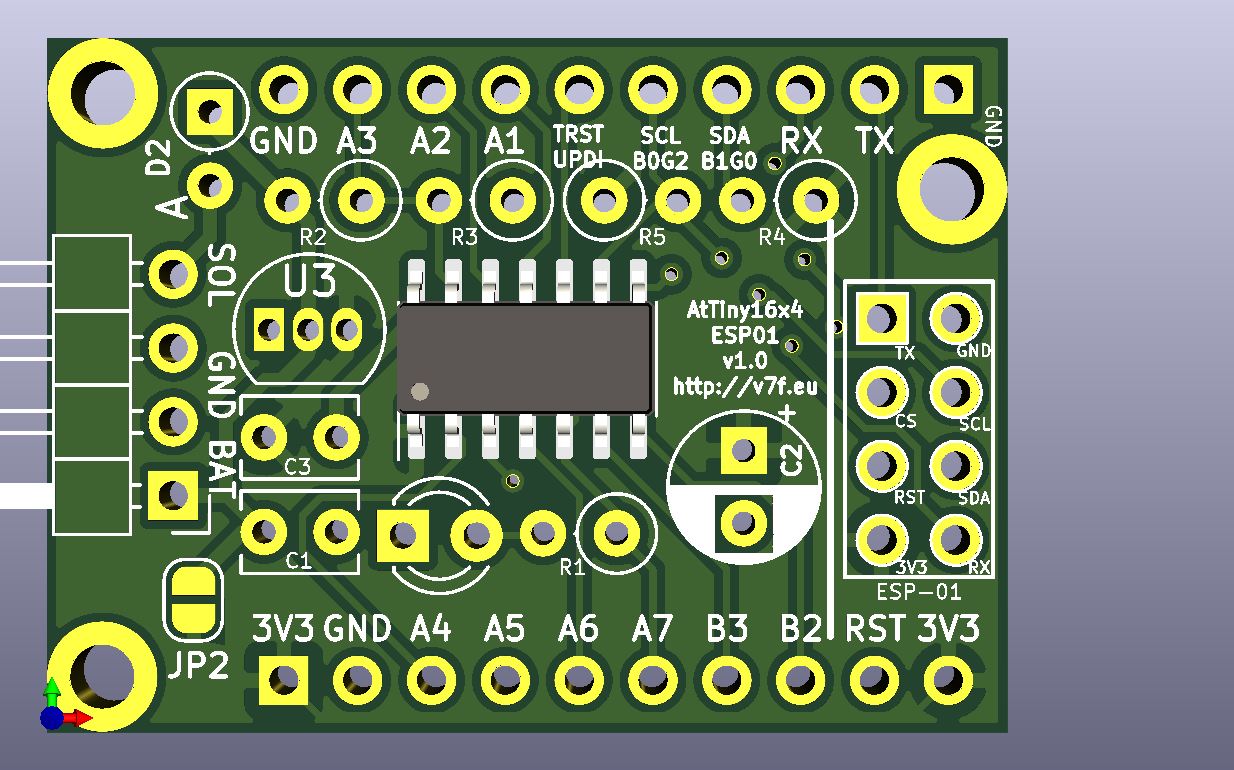 GND
D2
A
GND A3 A2 A1 TRST SCL SDA RX TX
UPDI B0G2 B1G0
R2 R3 R5 R4
SOL
GND
BAT
U3
AtTiny16x4
ESP01
v1.0
http://v7f.eu
TX GND
CS SCL
RST SDA
3V3 RX
ESP-01
+
C2
C3
C1
R1
JP2
3V3 GND A4 A5 A6 A7 B3 B2 RST 3V3